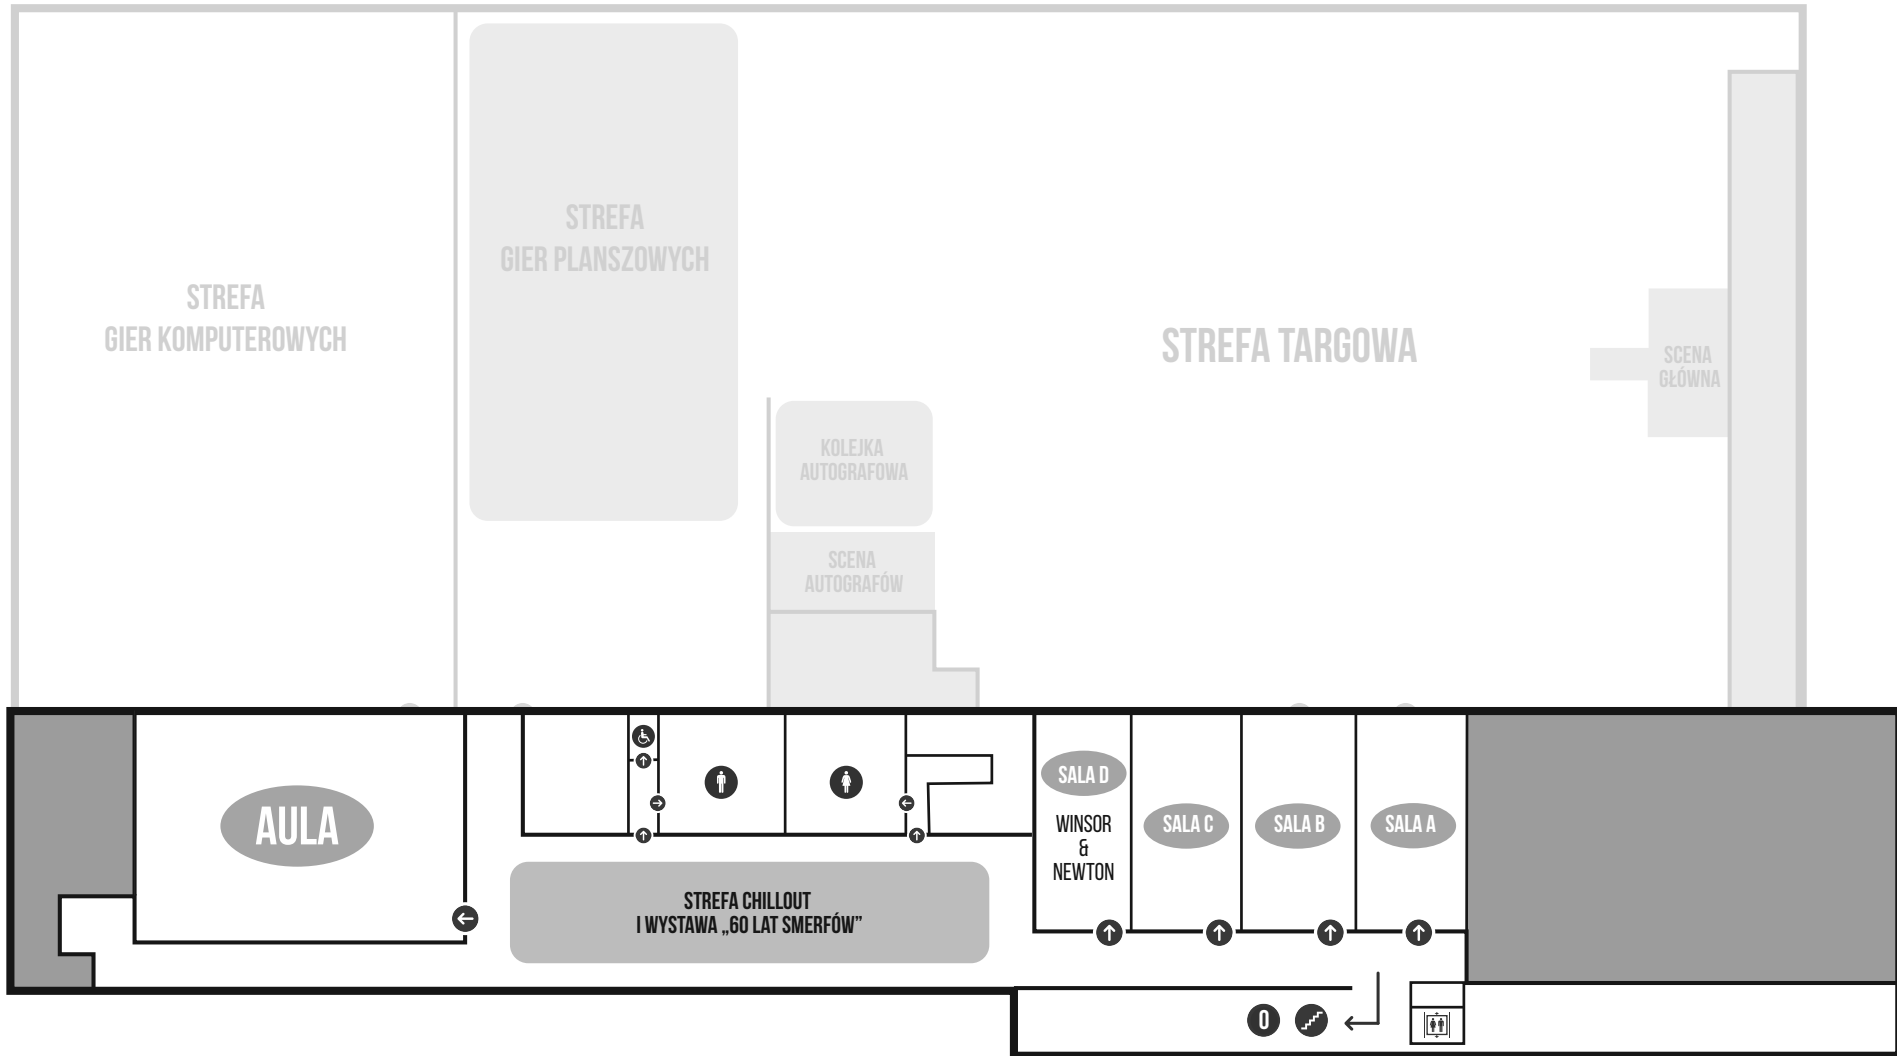 STREFA
GIER KOMPUTEROWYCH
STREFA
GIER PLANSZOWYCH
STREFA TARGOWA
SCENA
GŁÓWNA
KOLEJKA
AUTOGRAFOWA
SCENA
AUTOGRAFÓW
AULA
STREFA CHILLOUT
I WYSTAWA „60 LAT SMERFÓW”
SALA D
WINSOR
&
NEWTON
SALA C
SALA B
SALA A
0